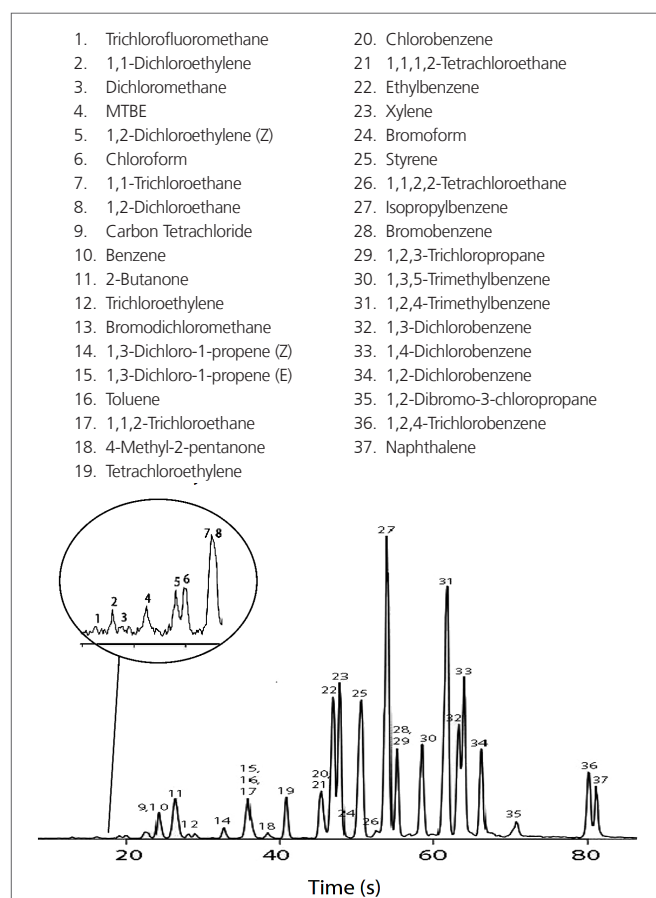 1. Trichlorofluoromethane
2. 1,1-Dichloroethylene
3. Dichloromethane
4. MTBE
5. 1,2-Dichloroethylene (Z)
6. Chloroform
7. 1,1-Trichloroethane
8. 1,2-Dichloroethane
9. Carbon Tetrachloride
10. Benzene
11. 2-Butanone
12. Trichloroethylene
13. Bromodichloromethane
14. 1,3-Dichloro-1-propene (Z)
15. 1,3-Dichloro-1-propene (E)
16. Toluene
17. 1,1,2-Trichloroethane
18. 4-Methyl-2-pentanone
19. Tetrachloroethylene
20. Chlorobenzene
21 1,1,1,2-Tetrachloroethane
22. Ethylbenzene
23. Xylene
24. Bromoform
25. Styrene
26. 1,1,2,2-Tetrachloroethane
27. Isopropylbenzene
28. Bromobenzene
29. 1,2,3-Trichloropropane
30. 1,3,5-Trimethylbenzene
31. 1,2,4-Trimethylbenzene
32. 1,3-Dichlorobenzene
33. 1,4-Dichlorobenzene
34. 1,2-Dichlorobenzene
35. 1,2-Dibromo-3-chloropropane
36. 1,2,4-Trichlorobenzene
37. Naphthalene
1
2
3
4
5
6
7 8
9,1 0
11
12
14
15,
16,
17
18
19
20,
21
22
23
24
25
26
27
28,
29
30
31
32
33
34
35
36
37
20 40 60 80
Time (s)